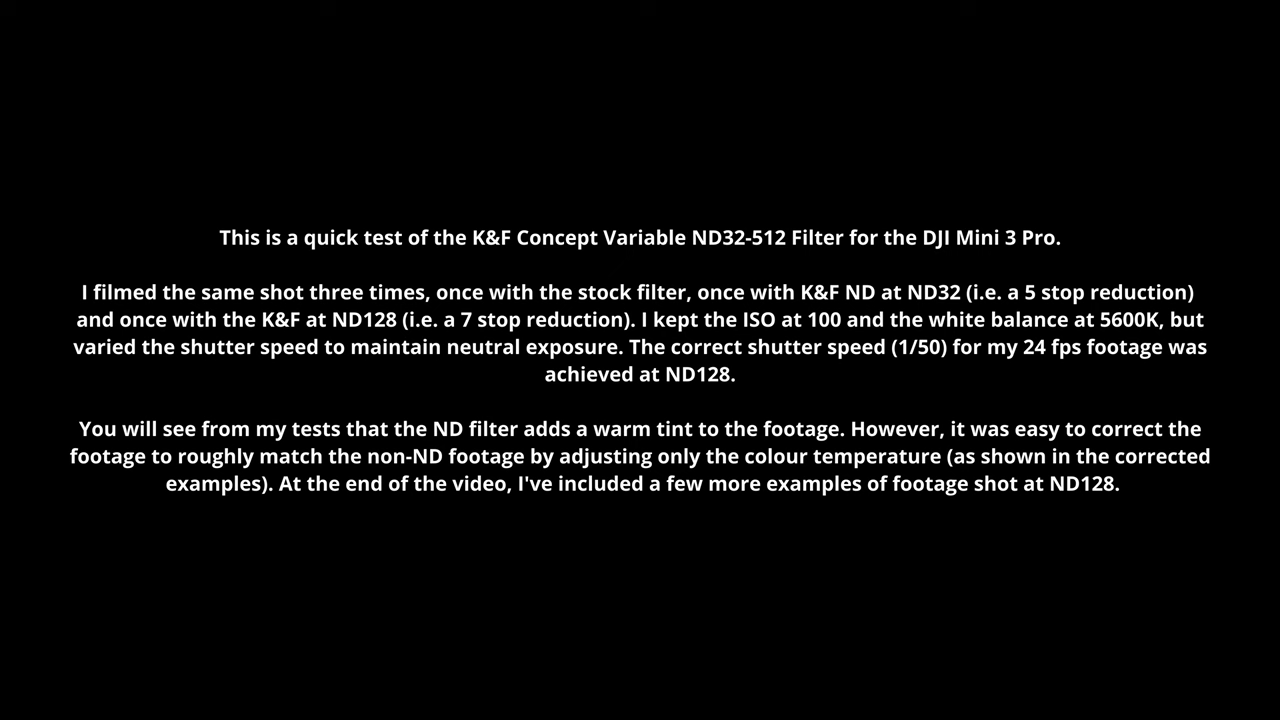 This is a quick test of the K&F Concept Variable ND32-512 Filter for the DJI Mini 3 Pro.
I filmed the same shot three times, once with the stock filter, once with K&F ND at ND32 (i.e. a 5 stop reduction)
and once with the K&F at ND128 (i.e. a 7 stop reduction). I kept the ISO at 100 and the white balance at 5600K, but
varied the shutter speed to maintain neutral exposure. The correct shutter speed (1/50) for my 24 fps footage was
achieved at ND128.
You will see from my tests that the ND filter adds a warm tint to the footage. However, it was easy to correct the
footage to roughly match the non-ND footage by adjusting only the colour temperature (as shown in the corrected
examples). At the end of the video, I've included a few more examples of footage shot at ND128.